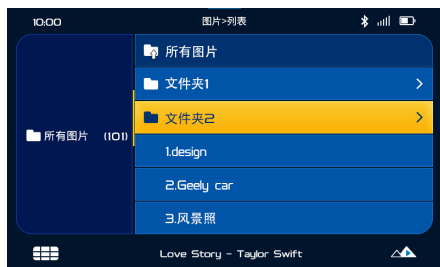 10:00
图片>列表
所有图片 (101)
所有图片
文件夹1
文件夹2
1.design
2.Geely car
3.风景照
Love Story - Taylor Swift